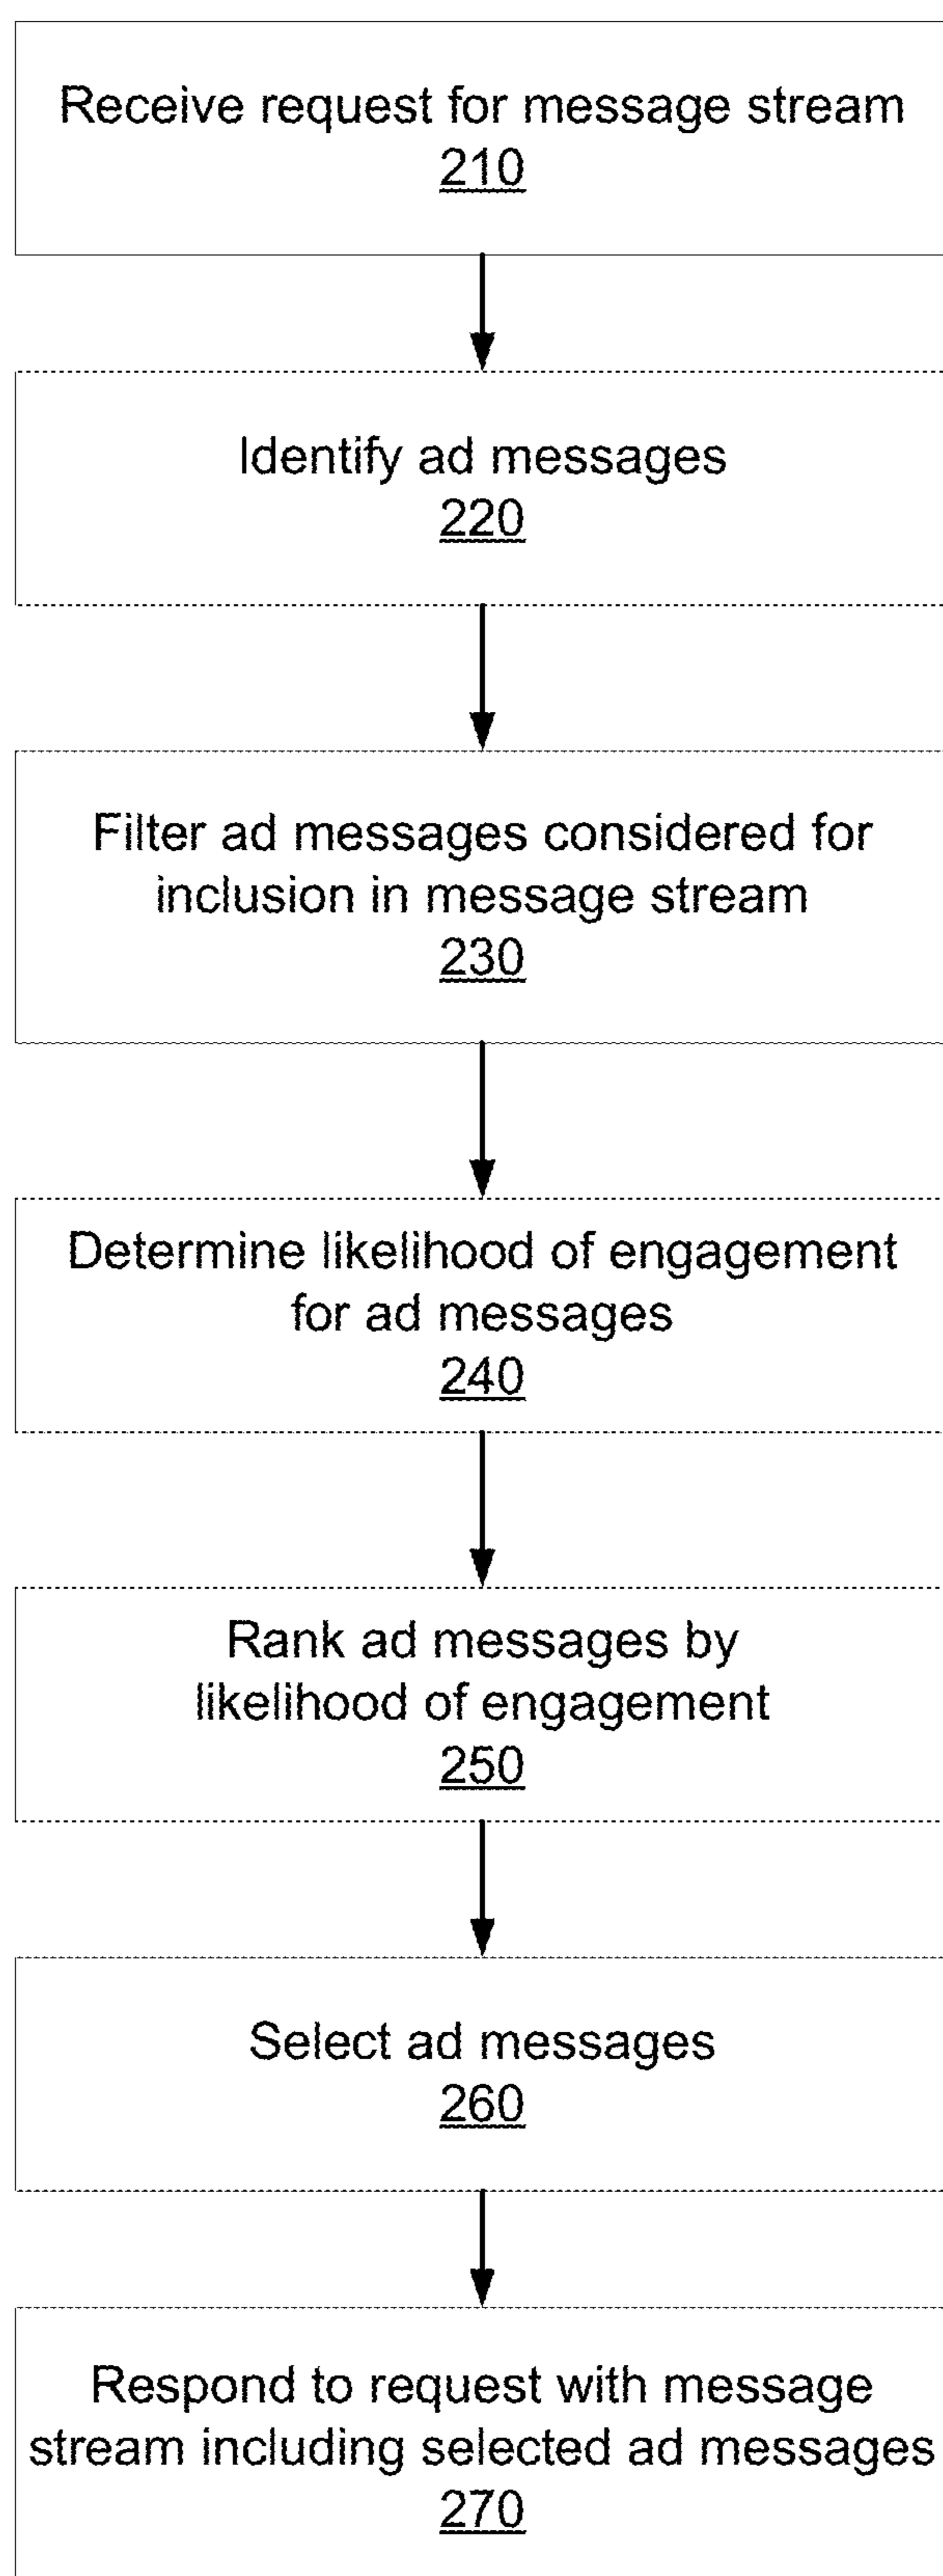 Receive request for message stream
210
Identify ad messages
220
Filter ad messages considered for
inclusion in message stream
230
Determine likelihood of engagement
for ad messages
240
Rank ad messages by
likelihood of engagement
250
Select ad messages
260
Respond to request with message
stream including selected ad messages
270